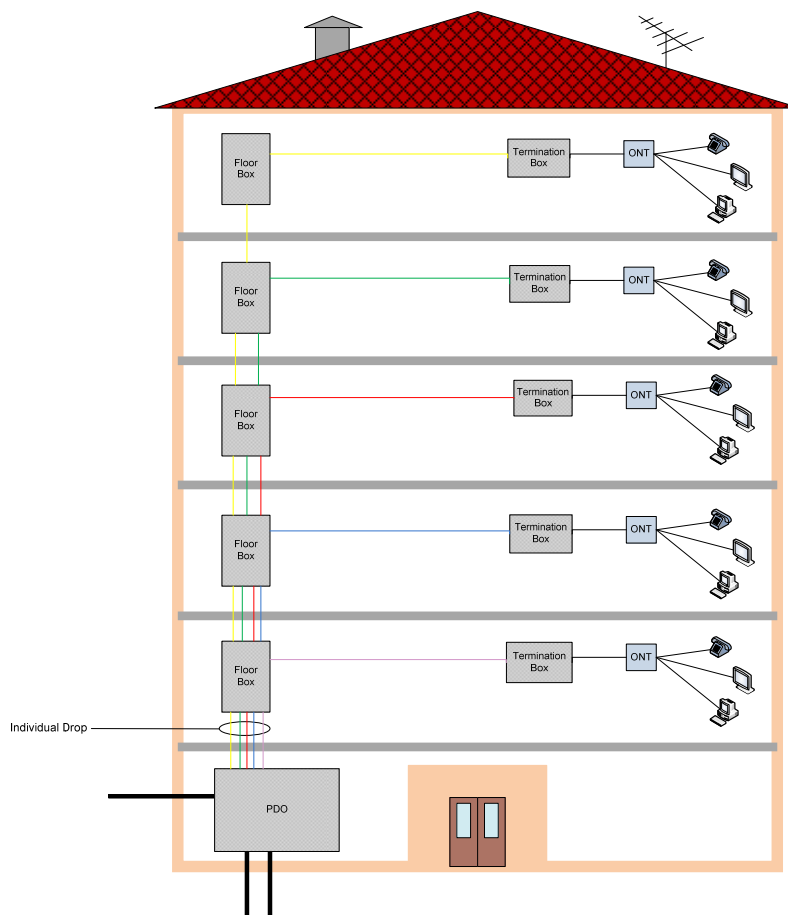 Floor
Box
Termination
Box
ONT
Floor
Box
Termination
Box
ONT
Floor
Box
Termination
Box
ONT
Floor
Box
Termination
Box
ONT
Floor
Box
Termination
Box
ONT
Individual Drop
PDO